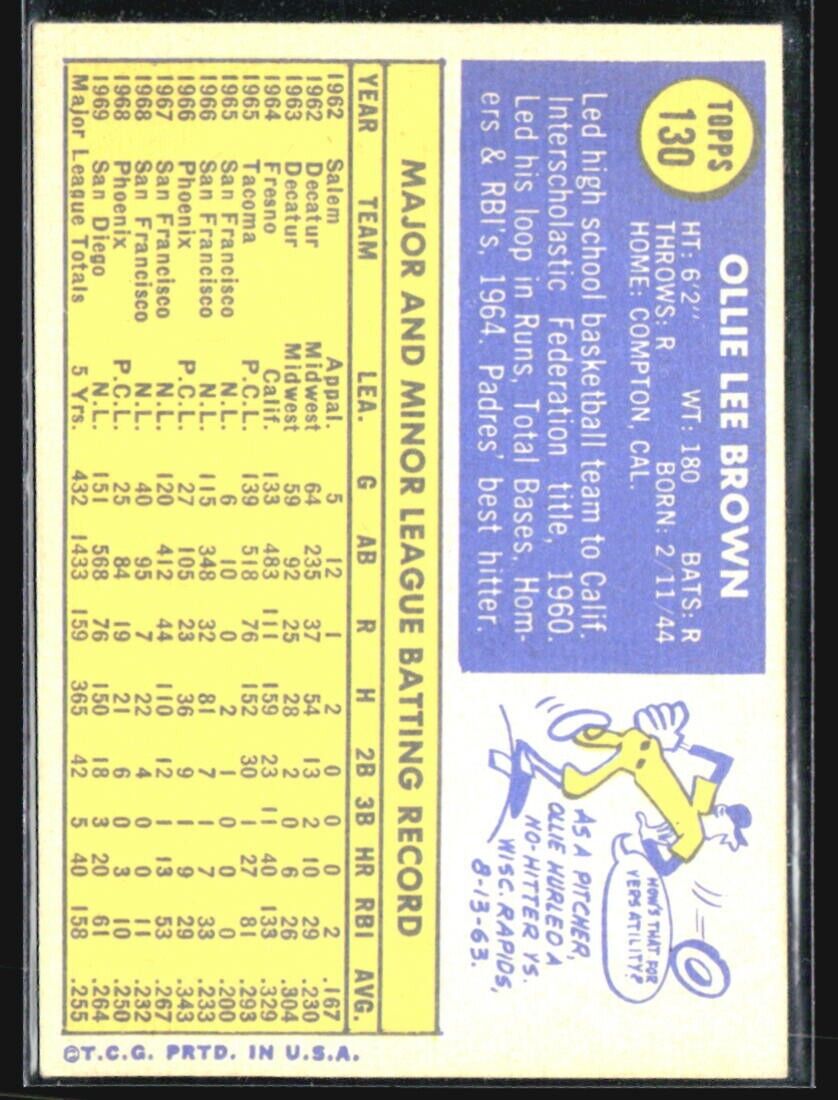 TOPPS
130
OLLIE LEE BROWN
HT: 6'2" WT: 180 BATS: R
THROWS: R BORN: 2/11/44
HOME: COMPTON, CAL.
Led high school basketball team to Calif.
Interscholastic Federation title, 1960.
Led his loop in Runs, Total Bases. Hom-
ers & RBI's, 1964. Padres' best hitter.
HOW'S THAT FOR
VERSATILITY?
AS A PITCHER,
OLLIE HURLED A
NO-HITTER VS.
WISC. RAPIDS,
8-13-63.
MAJOR AND MINOR LEAGUE BATTING RECORD
YEAR TEAM LEA. G AB R H 2B 3B HR RBI AVG.
1962 Salem Appal. 5 12 1 2 0 0 0 2 .167
1962 Decatur Midwest 64 235 37 54 13 2 10 29 .230
1963 Decatur Midwest 59 92 25 28 2 0 6 26 .304
1964 Fresno Calif. 133 483 111 159 23 11 40 133 .329
1965 Tacoma P.C.L. 139 518 76 152 30 1 27 81 .293
1965 San Francisco N.L. 6 10 0 2 1 0 0 0 .200
1966 San Francisco N.L. 115 348 32 81 7 1 7 33 .233
1966 Phoenix P.C.L. 27 105 23 36 9 1 9 29 .343
1967 San Francisco N.L. 120 412 44 110 12 1 13 53 .267
1968 San Francisco N.L. 40 95 7 22 4 0 0 11 .232
1968 Phoenix P.C.L. 25 84 19 21 6 0 3 10 .250
1969 San Diego N.L. 151 568 76 150 18 3 20 61 .264
Major League Totals 5 Yrs. 432 1433 159 365 42 5 40 158 .255
©T.C.G. PRTD. IN U.S.A.